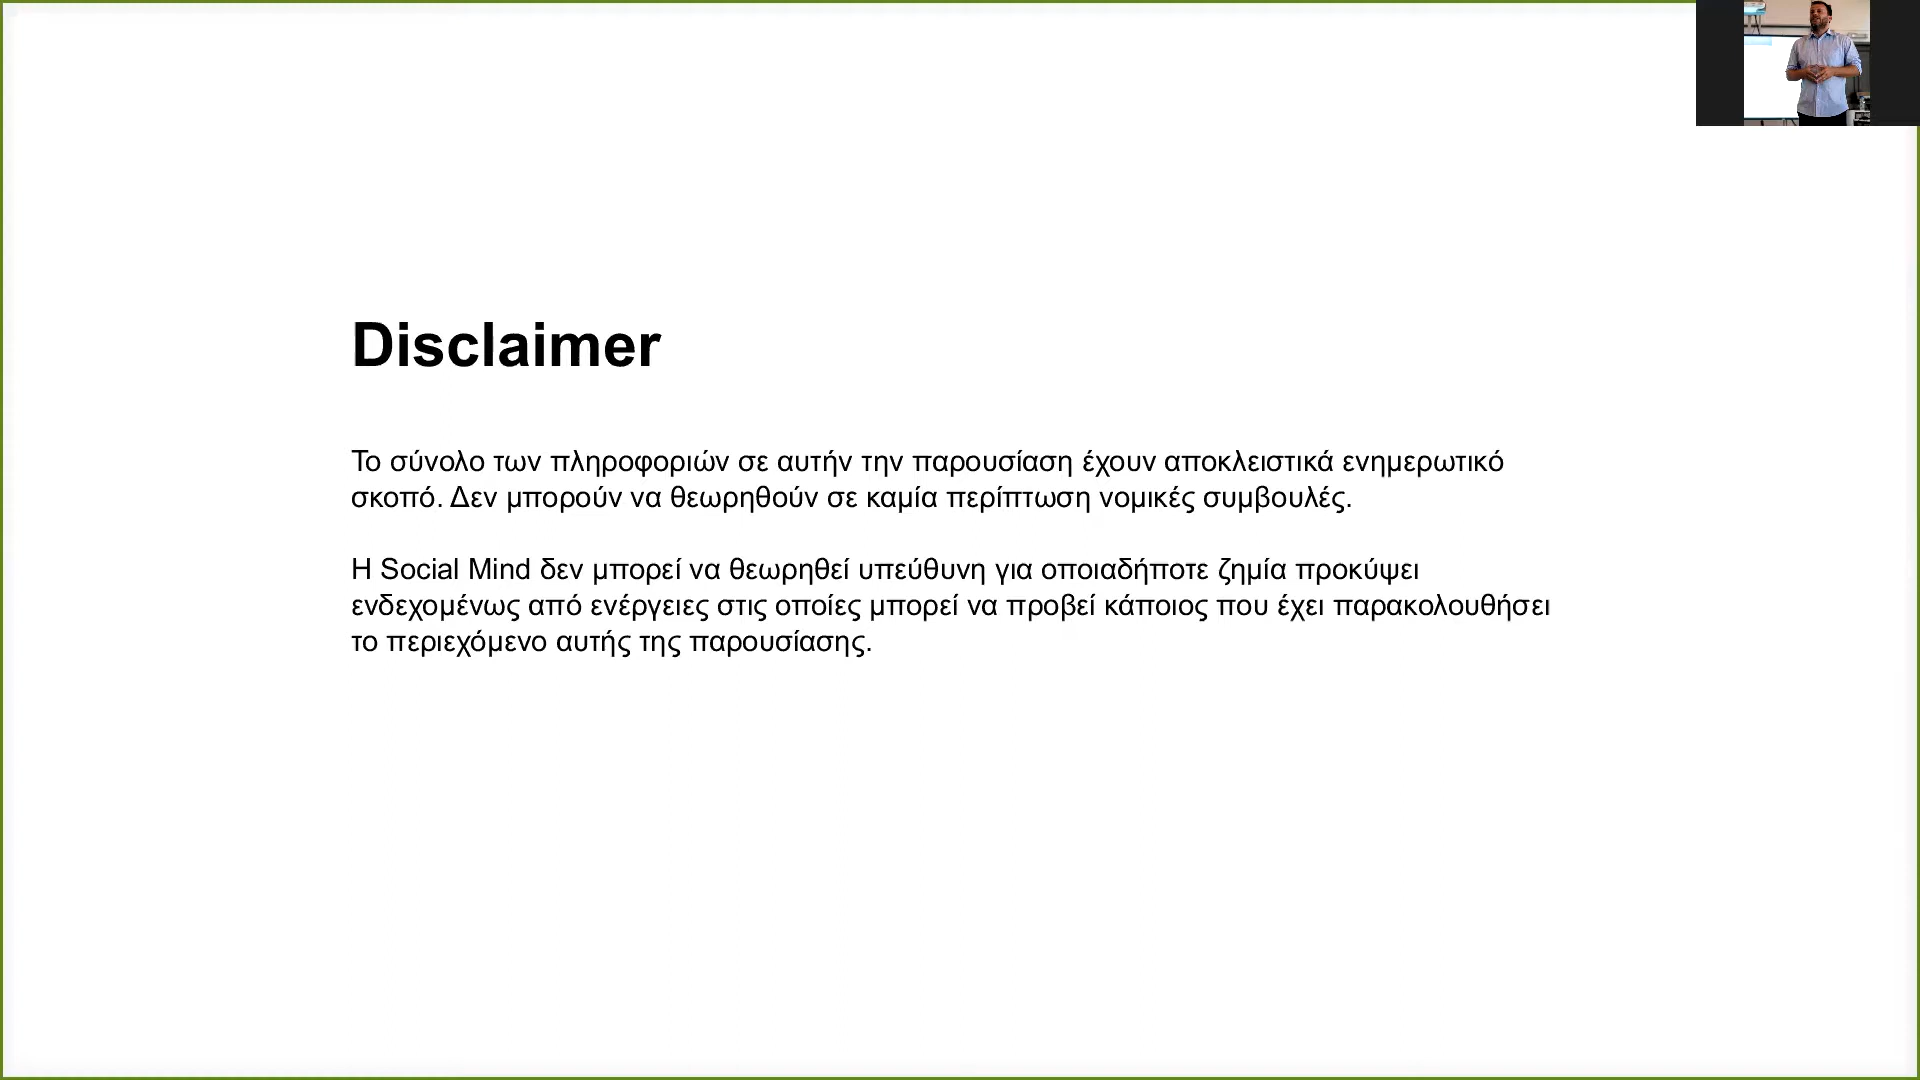 Disclaimer
Το σύνολο των πληροφοριών σε αυτήν την παρουσίαση έχουν αποκλειστικά ενημερωτικό
σκοπό. Δεν μπορούν να θεωρηθούν σε καμία περίπτωση νομικές συμβουλές.
Η Social Mind δεν μπορεί να θεωρηθεί υπεύθυνη για οποιαδήποτε ζημία προκύψει
ενδεχομένως από ενέργειες στις οποίες μπορεί να προβεί κάποιος που έχει παρακολουθήσει
το περιεχόμενο αυτής της παρουσίασης.